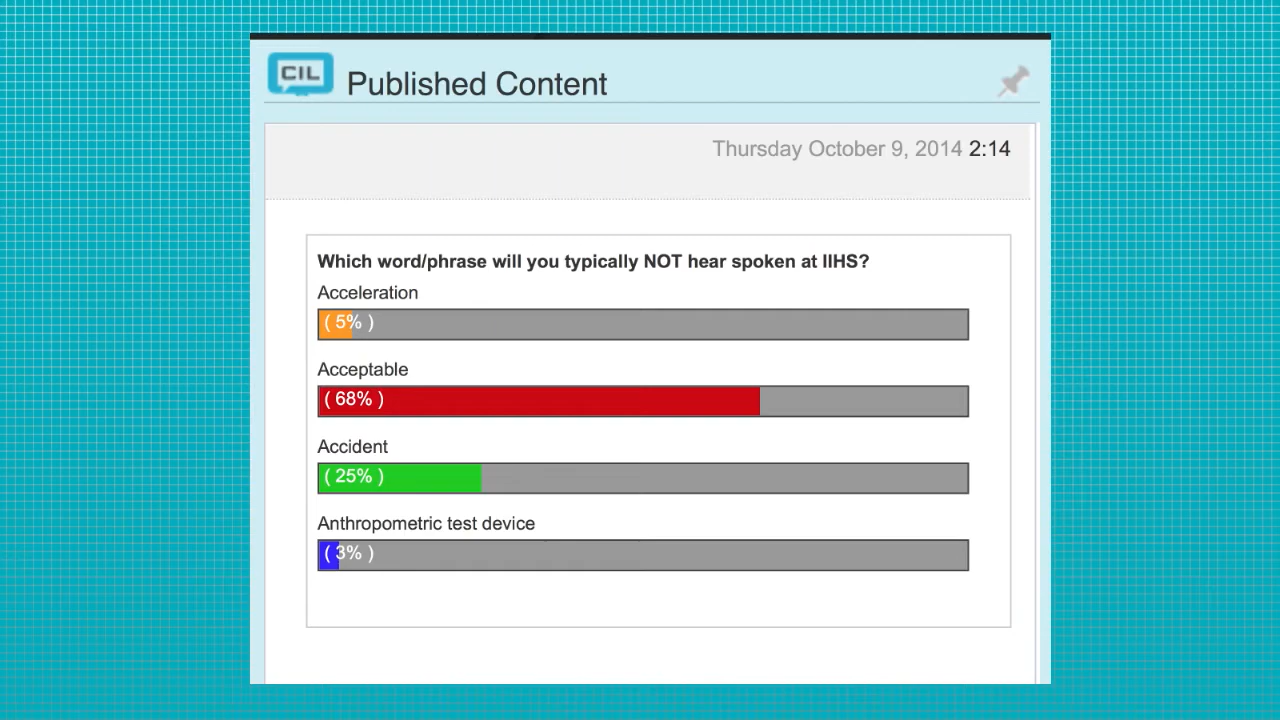 CIL
Published Content
Thursday October 9, 2014 2:14
Which word/phrase will you typically NOT hear spoken at IIHS?
Acceleration
( 5% )
Acceptable
( 68% )
Accident
( 25% )
Anthropometric test device
( 3% )